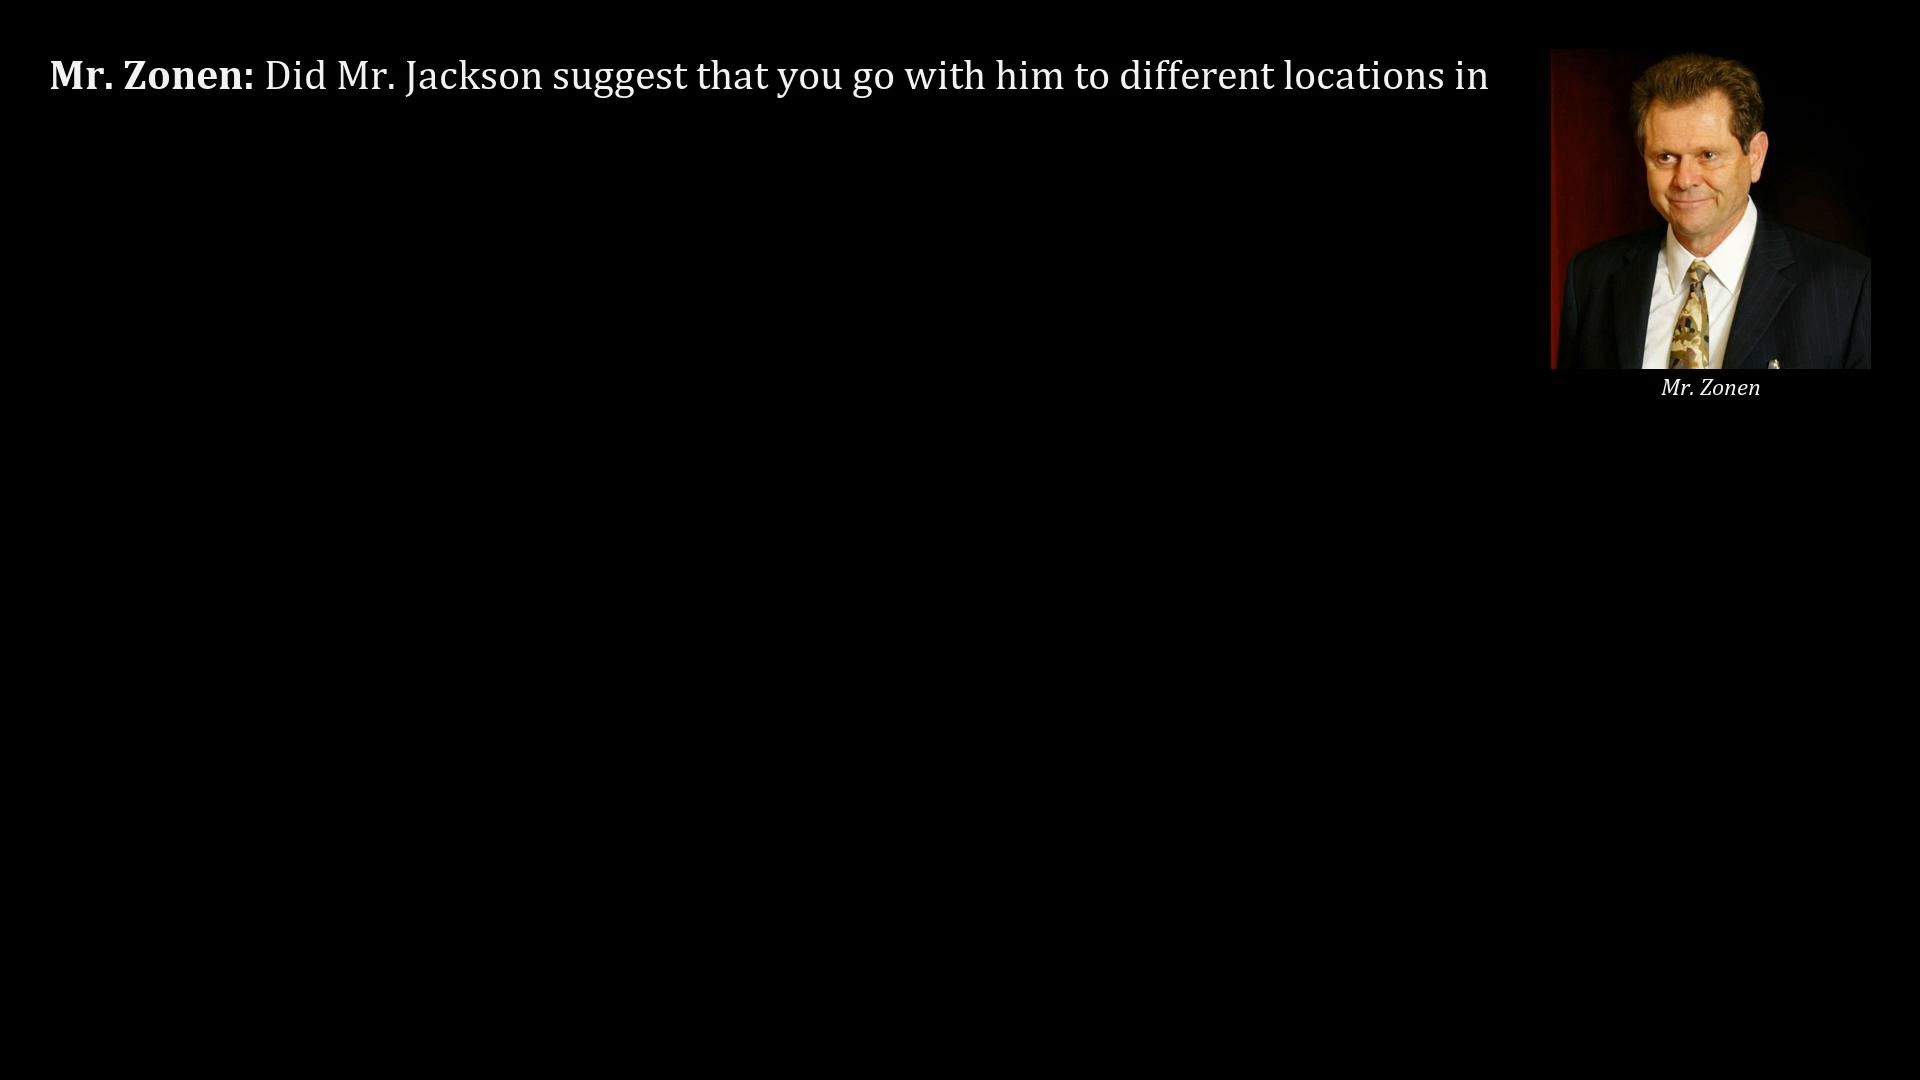 Mr. Zonen: Did Mr. Jackson suggest that you go with him to different locations in
Mr. Zonen